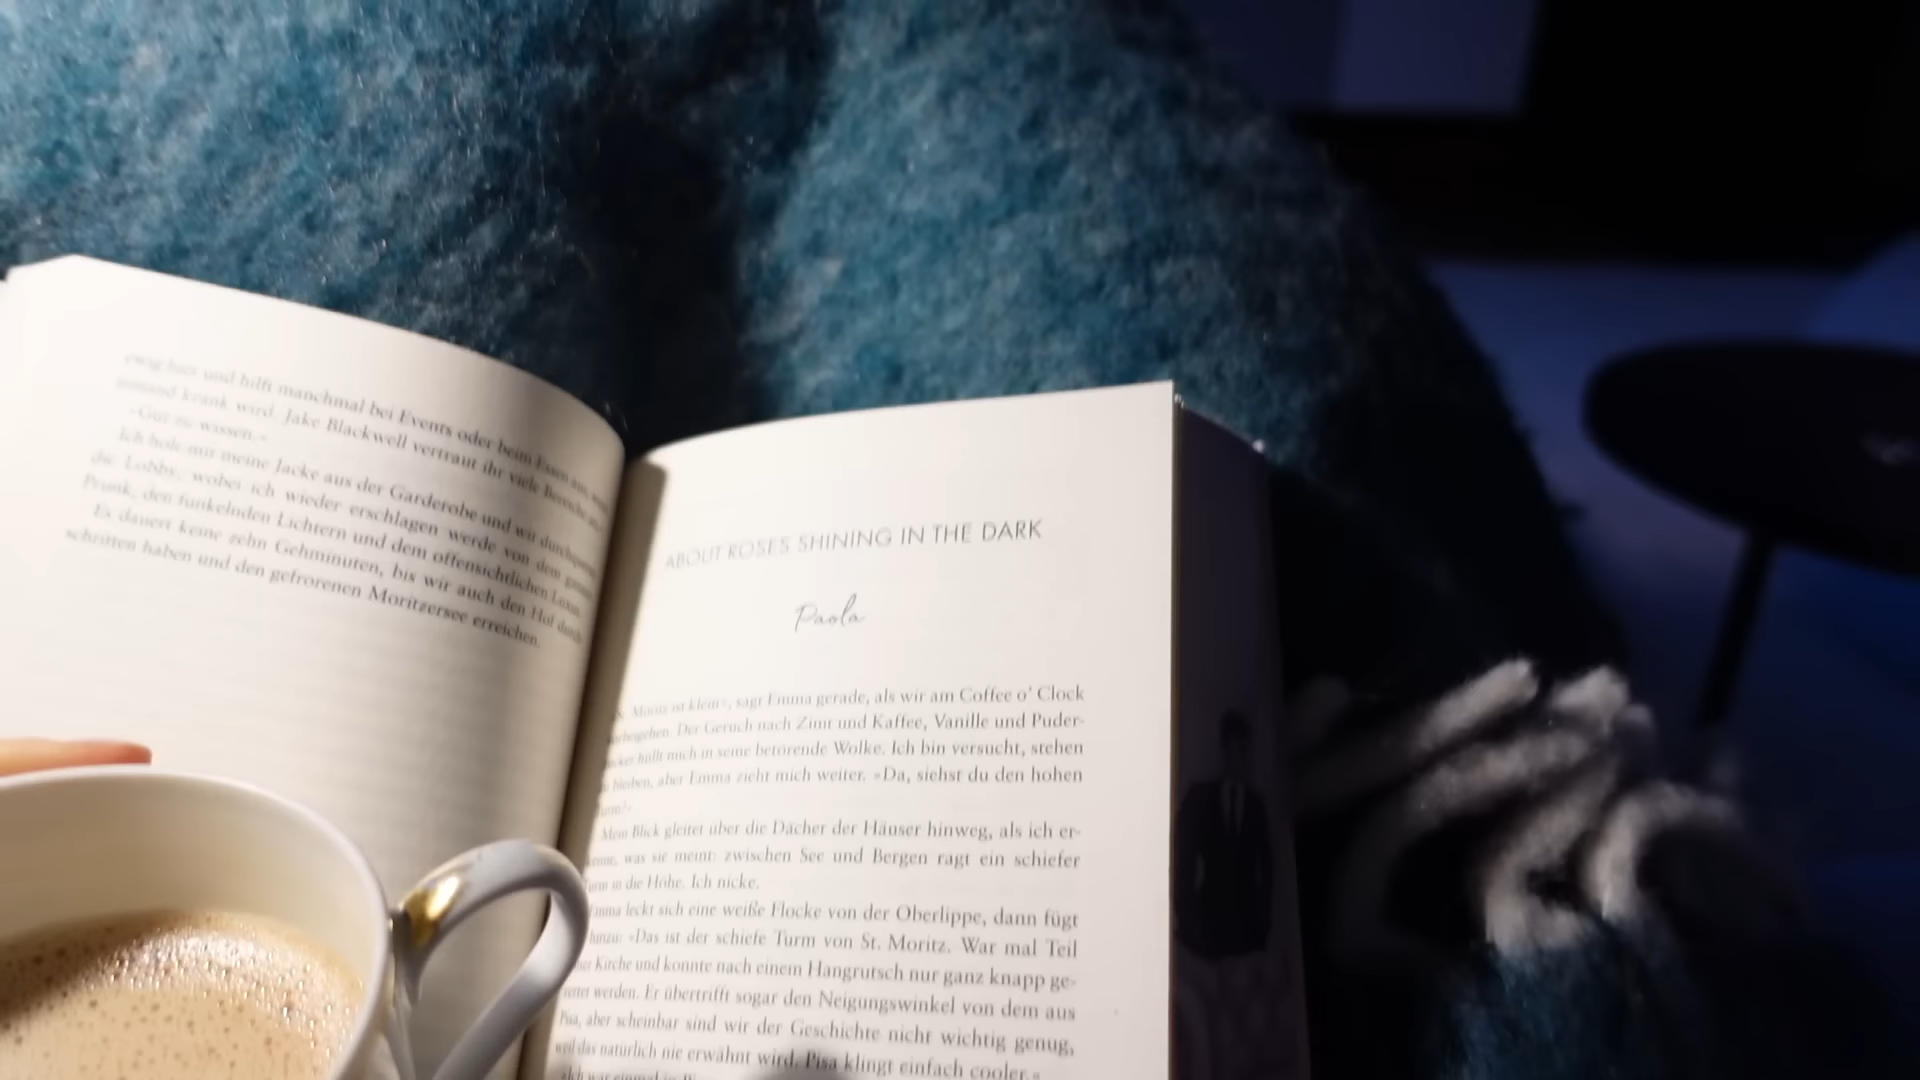 ewig hier und hilft manchmal bei Events oder beim Essen aus, wenn
jemand krank wird. Jake Blackwell vertraut ihr viele Bereiche
»Gut zu wissen.«
Ich hole mir meine Jacke aus der Garderobe und wir durchqueren
die Lobby, wobei ich wieder erschlagen werde von dem
Prunk, den funkelnden Lichtern und dem offensichtlichen Luxus.
Es dauert keine zehn Gehminuten, bis wir auch den Hof
schritten haben und den gefrorenen Moritzersee erreichen.
ABOUT ROSES SHINING IN THE DARK
Paola
Moritz ist klein«, sagt Emma gerade, als wir am Coffee o' Clock
vorbeigehen. Der Geruch nach Zimt und Kaffee, Vanille und Puder-
hüllt mich in seine betörende Wolke. Ich bin versucht, stehen
bleiben, aber Emma zieht mich weiter. »Da, siehst du den hohen
Mein Blick gleitet über die Dächer der Häuser hinweg, als ich er-
kenne, was sie meint: zwischen See und Bergen ragt ein schiefer
in die Höhe. Ich nicke.
Emma leckt sich eine weiße Flocke von der Oberlippe, dann fügt
hinzu: »Das ist der schiefe Turm von St. Moritz. War mal Teil
Kirche und konnte nach einem Hangrutsch nur ganz knapp ge-
rettet werden. Er übertrifft sogar den Neigungswinkel von dem aus
Pisa, aber scheinbar sind wir der Geschichte nicht wichtig genug,
weil das natürlich nie erwähnt wird. Pisa klingt einfach cooler.«